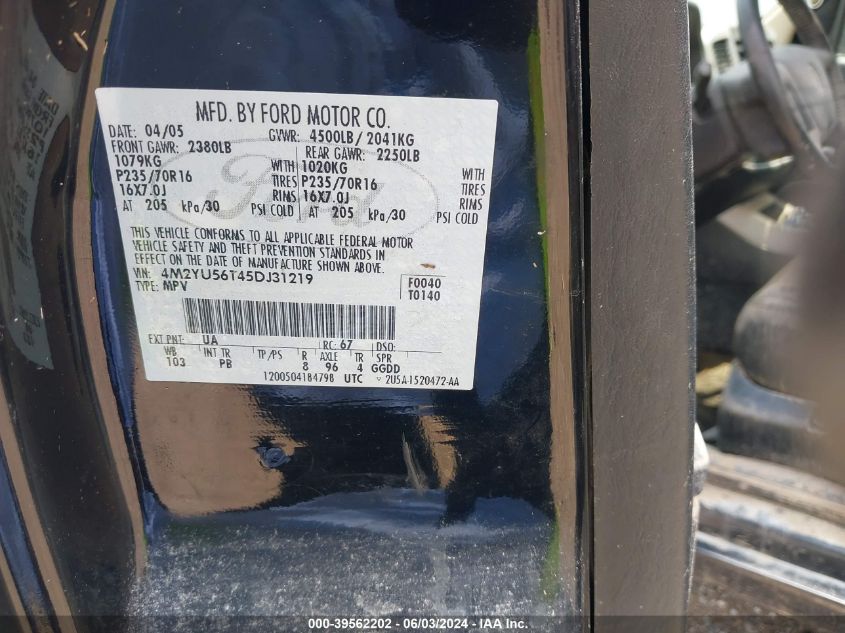 MFD. BY FORD MOTOR CO.
DATE: 04/05 GVWR: 4500LB/ 2041KG
FRONT GAWR: 2380LB REAR GAWR: 2250LB
1079KG WITH 1020KG WITH
P235/70R16 TIRES P235/70R16 TIRES
16X7.0J RIMS 16X7.0J RIMS
AT 205 kPa/30 PSI COLD AT 205 kPa/30 PSI COLD
Ford
THIS VEHICLE CONFORMS TO ALL APPLICABLE FEDERAL MOTOR
VEHICLE SAFETY AND THEFT PREVENTION STANDARDS IN
EFFECT ON THE DATE OF MANUFACTURE SHOWN ABOVE.
VIN: 4M2YU56T45DJ31219 F0040
TYPE: MPV T0140
EXT PNT: UA RC: 67 DSO:
WB INT TR TP/PS R AXLE TR SPR
103 PB 8 96 4 GGDD
120050418479B UTC 2U5A-1520472-AA
000-39562202 - 06/03/2024 - IAA, Inc.